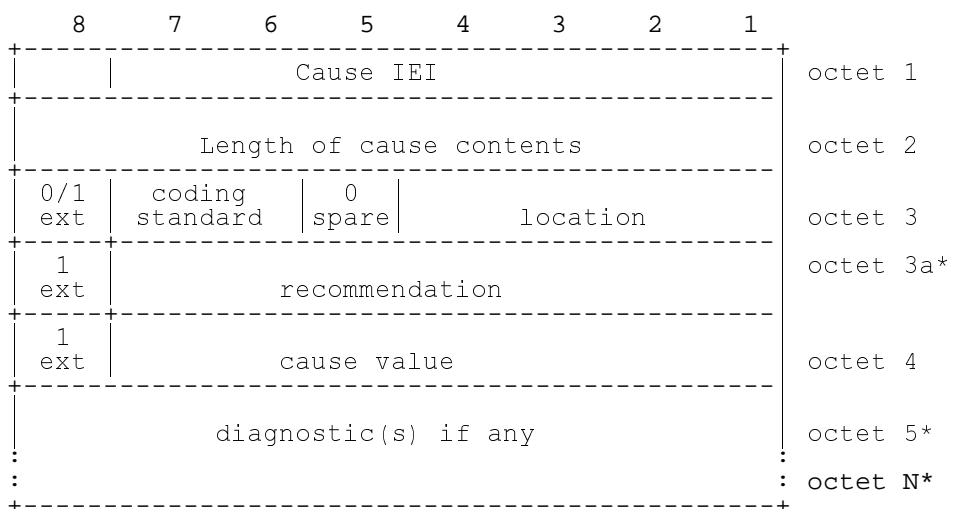 8 7 6 5 4 3 2 1
Cause IEI octet 1
Length of cause contents octet 2
0/1 coding 0
ext standard spare location octet 3
1 octet 3a*
ext recommendation
1
ext cause value octet 4
diagnostic(s) if any octet 5*
: :
: : octet N*